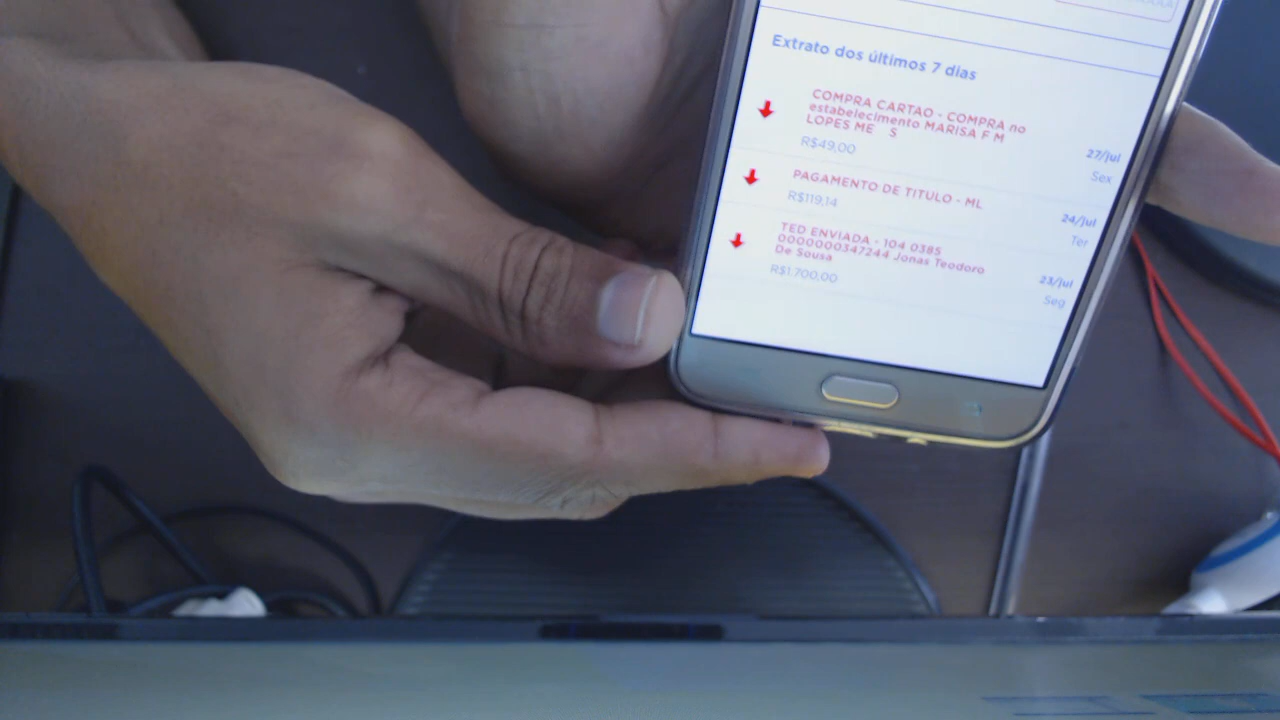 Extrato dos últimos 7 dias
COMPRA CARTAO - COMPRA no
estabelecimento MARISA F M
LOPES ME S
R$49,00
27/jul
Sex
PAGAMENTO DE TITULO - ML
R$119,14
24/jul
Ter
TED ENVIADA - 104 0385
0000000347244 Jonas Teodoro
De Sousa
R$1.700,00
23/jul
Seg